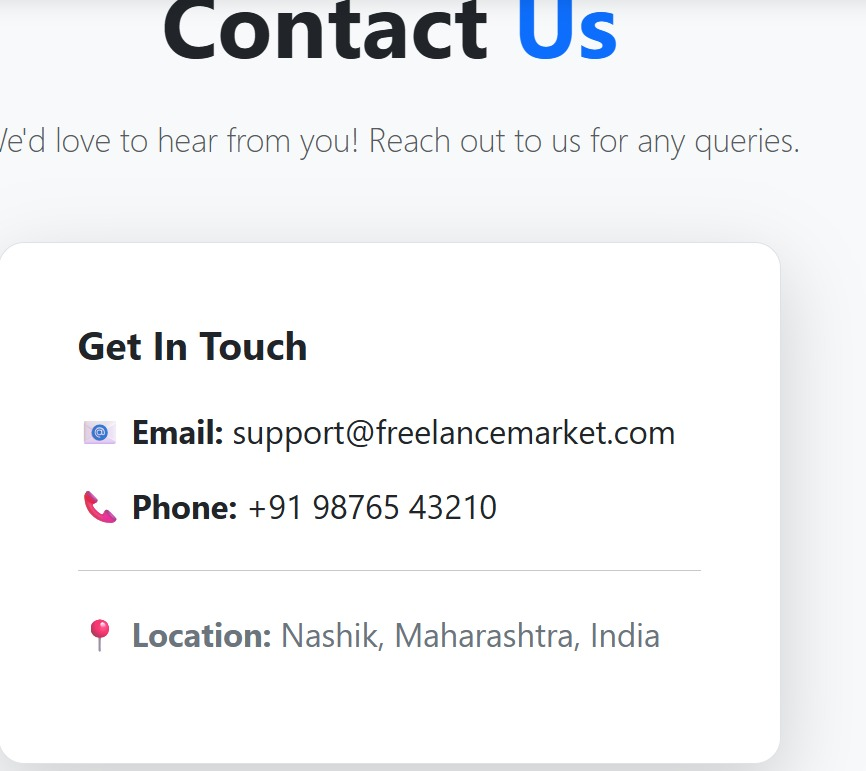 Contact Us
We'd love to hear from you! Reach out to us for any queries.
Get In Touch
Email: support@freelancemarket.com
Phone: +91 98765 43210
Location: Nashik, Maharashtra, India